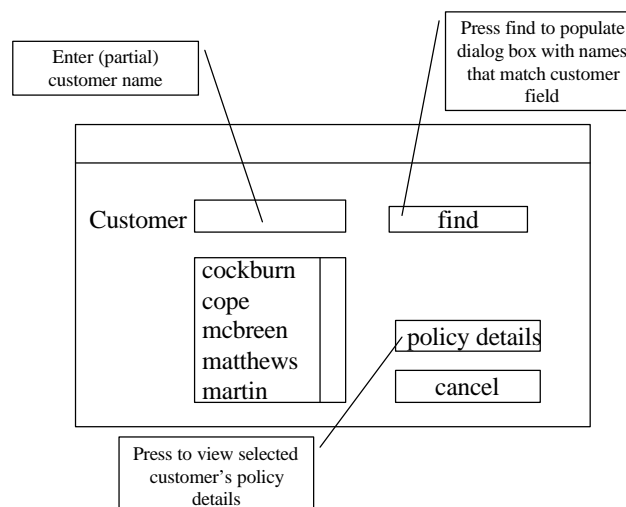 Enter (partial)
customer name
Press find to populate
dialog box with names
that match customer
field
Customer
find
cockburn
cope
mcbreen
matthews
martin
policy details
cancel
Press to view selected
customer’s policy
details